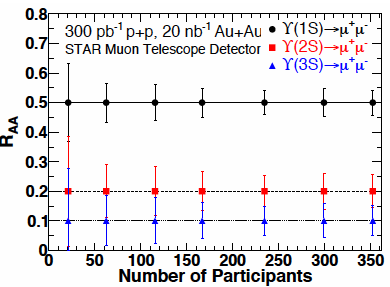 0.8
300 pb⁻¹ p+p, 20 nb⁻¹ Au+Au
STAR Muon Telescope Detector
ϒ(1S)→μ⁺μ⁻
ϒ(2S)→μ⁺μ⁻
ϒ(3S)→μ⁺μ⁻
0.7
0.6
0.5
0.4
0.3
0.2
0.1
0
R_AA
0 50 100 150 200 250 300 350
Number of Participants